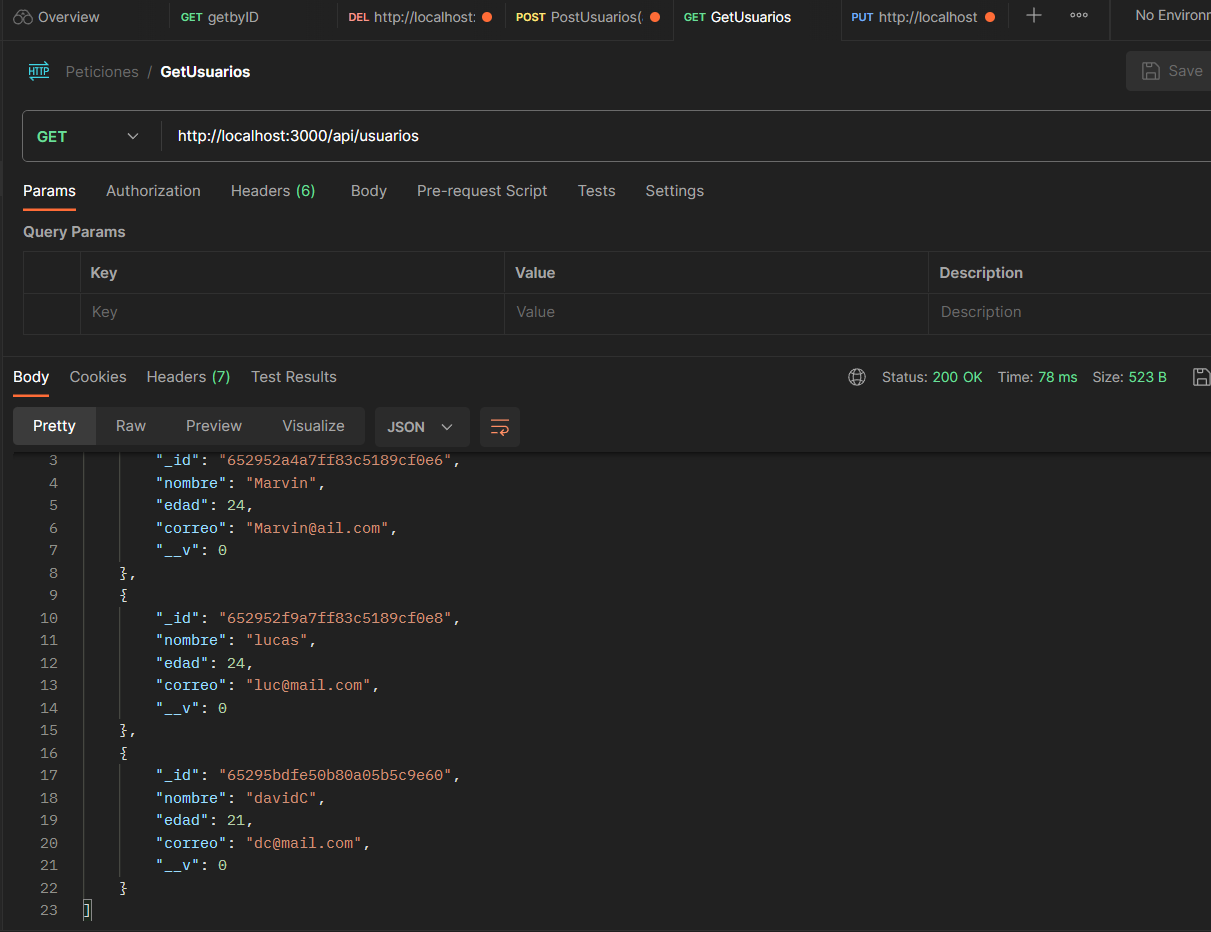 Overview GET getbyID DEL http://localhost: POST PostUsuarios(. GET GetUsuarios PUT http://localhost No Environm
HTTP Peticiones / GetUsuarios Save
GET http://localhost:3000/api/usuarios
Params Authorization Headers (6) Body Pre-request Script Tests Settings
Query Params
Key Value Description
Key Value Description
Body Cookies Headers (7) Test Results Status: 200 OK Time: 78 ms Size: 523 B
Pretty Raw Preview Visualize JSON
3 "_id": "652952a4a7ff83c5189cf0e6",
4 "nombre": "Marvin",
5 "edad": 24,
6 "correo": "Marvin@ail.com",
7 "__v": 0
8 },
9 {
10 "_id": "652952f9a7ff83c5189cf0e8",
11 "nombre": "lucas",
12 "edad": 24,
13 "correo": "luc@mail.com",
14 "__v": 0
15 },
16 {
17 "_id": "65295bdfe50b80a05b5c9e60",
18 "nombre": "davidC",
19 "edad": 21,
20 "correo": "dc@mail.com",
21 "__v": 0
22 }
23 ]